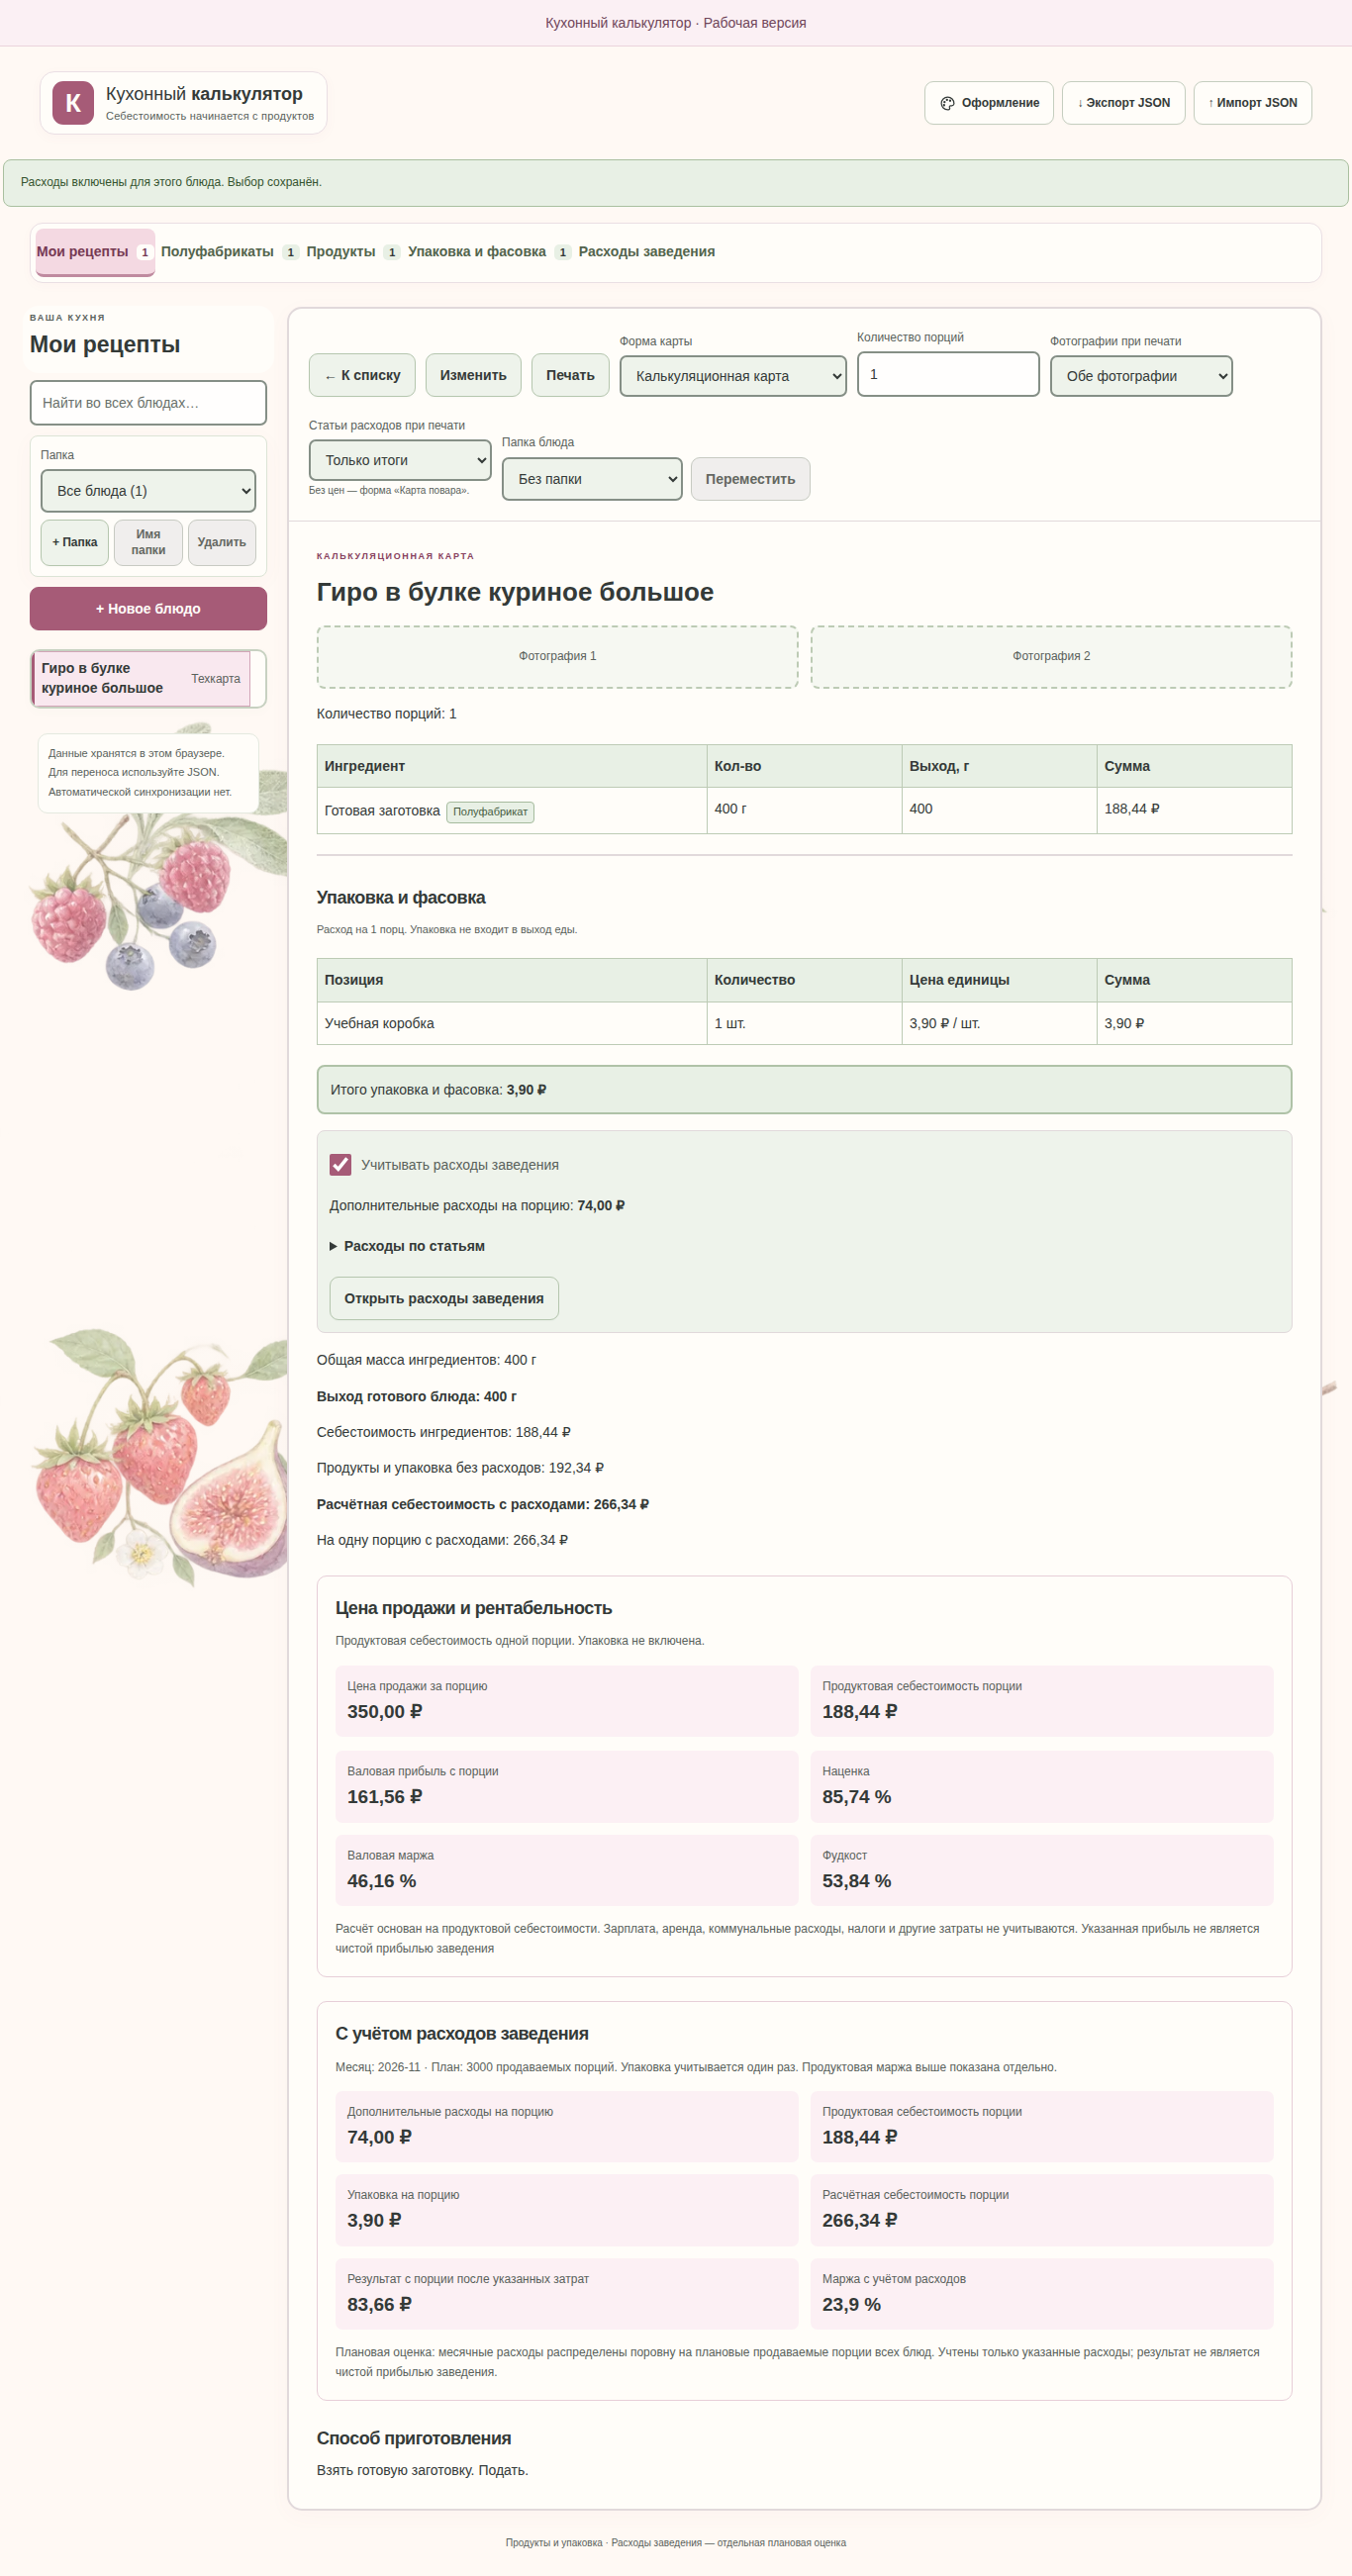 Кухонный калькулятор · Рабочая версия
К
Кухонный калькулятор
Себестоимость начинается с продуктов
Оформление
↓ Экспорт JSON
↑ Импорт JSON
Расходы включены для этого блюда. Выбор сохранён.
Мои рецепты 1 Полуфабрикаты 1 Продукты 1 Упаковка и фасовка 1 Расходы заведения
ВАША КУХНЯ
Мои рецепты
Найти во всех блюдах…
Папка
Все блюда (1)
+ Папка
Имя папки
Удалить
+ Новое блюдо
Гиро в булке
куриное большое
Техкарта
Данные хранятся в этом браузере.
Для переноса используйте JSON.
Автоматической синхронизации нет.
← К списку
Изменить
Печать
Форма карты
Калькуляционная карта
Количество порций
1
Фотографии при печати
Обе фотографии
Статьи расходов при печати
Только итоги
Без цен — форма «Карта повара».
Папка блюда
Без папки
Переместить
КАЛЬКУЛЯЦИОННАЯ КАРТА
Гиро в булке куриное большое
Фотография 1
Фотография 2
Количество порций: 1
Ингредиент Кол-во Выход, г Сумма
Готовая заготовка Полуфабрикат 400 г 400 188,44 ₽
Упаковка и фасовка
Расход на 1 порц. Упаковка не входит в выход еды.
Позиция Количество Цена единицы Сумма
Учебная коробка 1 шт. 3,90 ₽ / шт. 3,90 ₽
Итого упаковка и фасовка: 3,90 ₽
Учитывать расходы заведения
Дополнительные расходы на порцию: 74,00 ₽
▶ Расходы по статьям
Открыть расходы заведения
Общая масса ингредиентов: 400 г
Выход готового блюда: 400 г
Себестоимость ингредиентов: 188,44 ₽
Продукты и упаковка без расходов: 192,34 ₽
Расчётная себестоимость с расходами: 266,34 ₽
На одну порцию с расходами: 266,34 ₽
Цена продажи и рентабельность
Продуктовая себестоимость одной порции. Упаковка не включена.
Цена продажи за порцию
350,00 ₽
Продуктовая себестоимость порции
188,44 ₽
Валовая прибыль с порции
161,56 ₽
Наценка
85,74 %
Валовая маржа
46,16 %
Фудкост
53,84 %
Расчёт основан на продуктовой себестоимости. Зарплата, аренда, коммунальные расходы, налоги и другие затраты не учитываются. Указанная прибыль не является
чистой прибылью заведения
С учётом расходов заведения
Месяц: 2026-11 · План: 3000 продаваемых порций. Упаковка учитывается один раз. Продуктовая маржа выше показана отдельно.
Дополнительные расходы на порцию
74,00 ₽
Продуктовая себестоимость порции
188,44 ₽
Упаковка на порцию
3,90 ₽
Расчётная себестоимость порции
266,34 ₽
Результат с порции после указанных затрат
83,66 ₽
Маржа с учётом расходов
23,9 %
Плановая оценка: месячные расходы распределены поровну на плановые продаваемые порции всех блюд. Учтены только указанные расходы; результат не является
чистой прибылью заведения.
Способ приготовления
Взять готовую заготовку. Подать.
Продукты и упаковка · Расходы заведения — отдельная плановая оценка